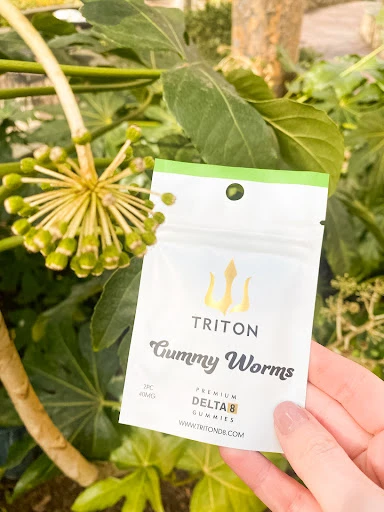 TRITON
Gummy Worms
2PC
40MG
PREMIUM
DELTA 8
GUMMIES
WWW.TRITOND8.COM